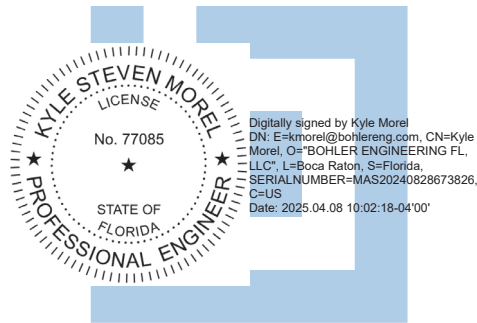 KYLE STEVEN MOREL
LICENSE
No. 77085
STATE OF
FLORIDA
PROFESSIONAL ENGINEER
Digitally signed by Kyle Morel
DN: E=kmorel@bohlereng.com, CN=Kyle
Morel, O="BOHLER ENGINEERING FL,
LLC", L=Boca Raton, S=Florida,
SERIALNUMBER=MAS20240828673826,
C=US
Date: 2025.04.08 10:02:18-04'00'